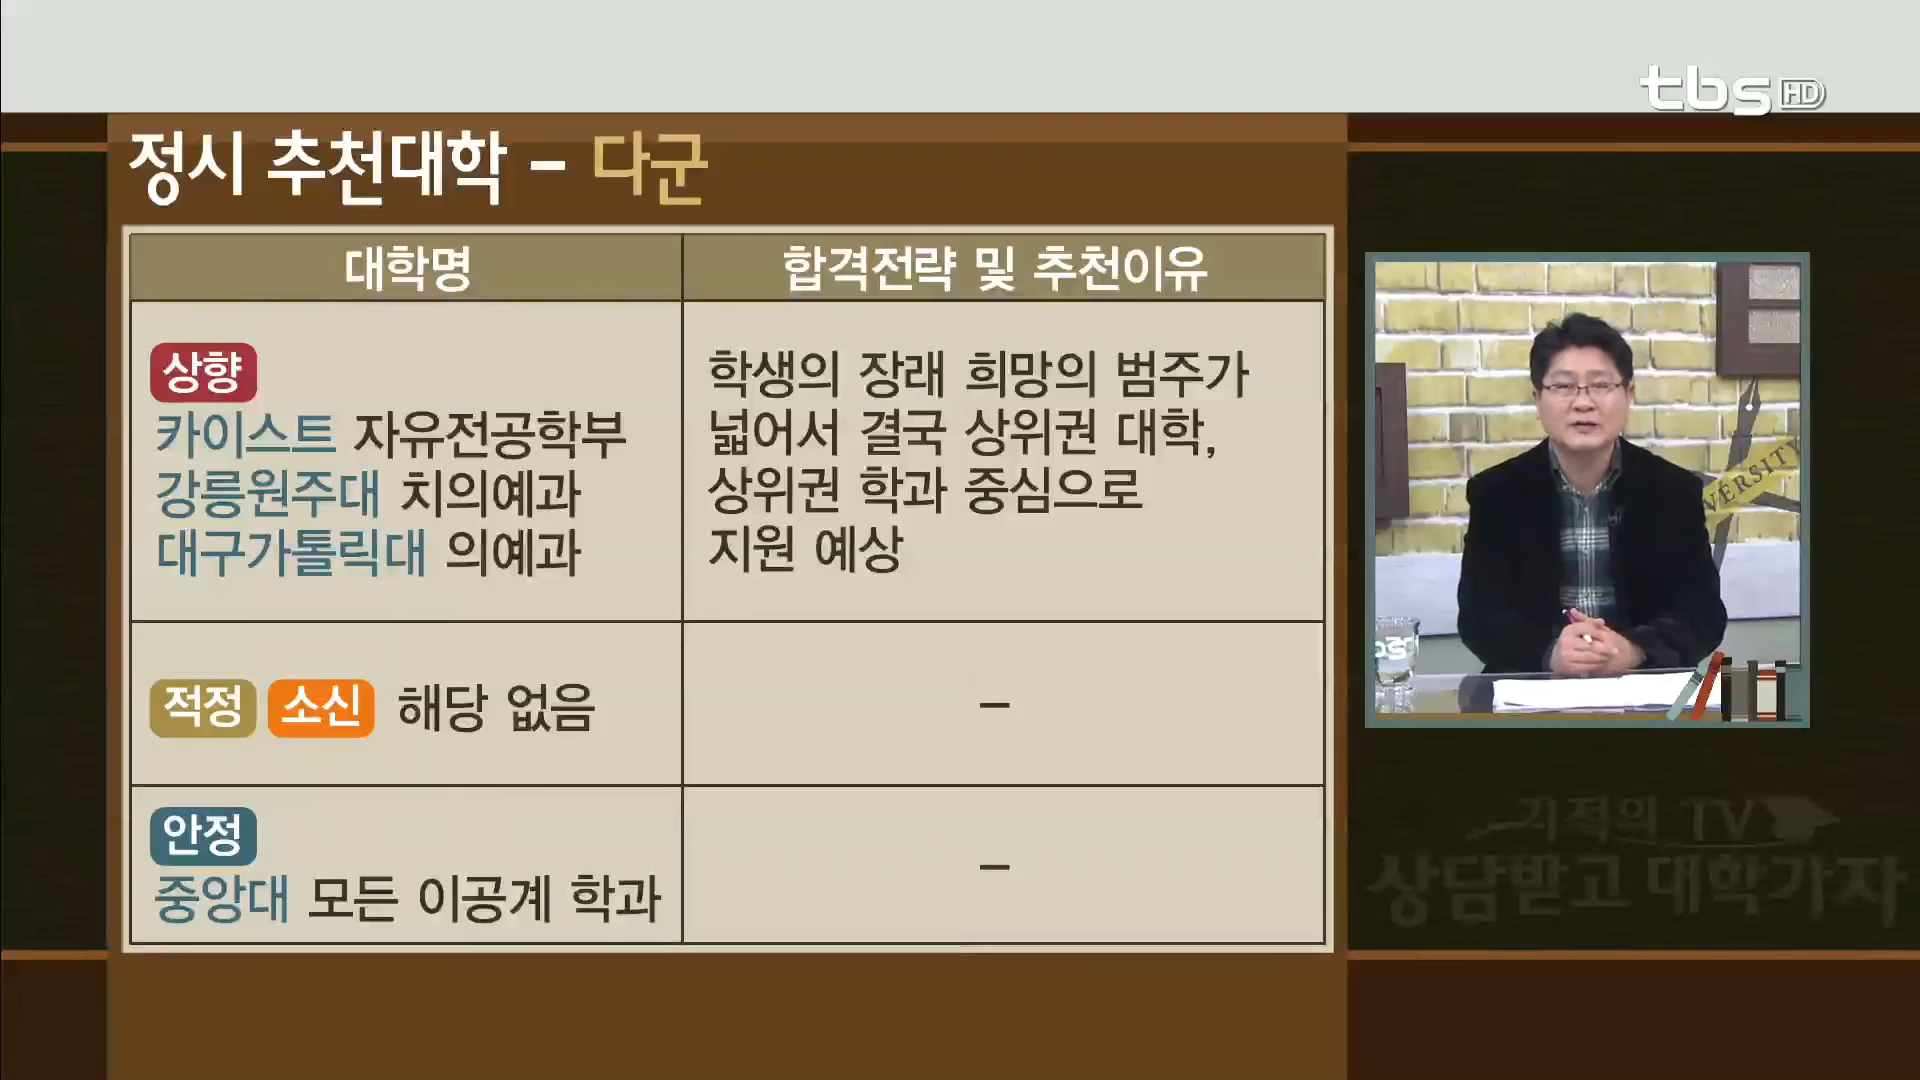 tbs HD
정시 추천대학 - 다군
대학명
합격전략 및 추천이유
상향
카이스트 자유전공학부
강릉원주대 치의예과
대구가톨릭대 의예과
학생의 장래 희망의 범주가
넓어서 결국 상위권 대학,
상위권 학과 중심으로
지원 예상
적정 소신 해당 없음
-
안정
중앙대 모든 이공계 학과
-
VERSITY
기적의 TV
상담받고 대학가자